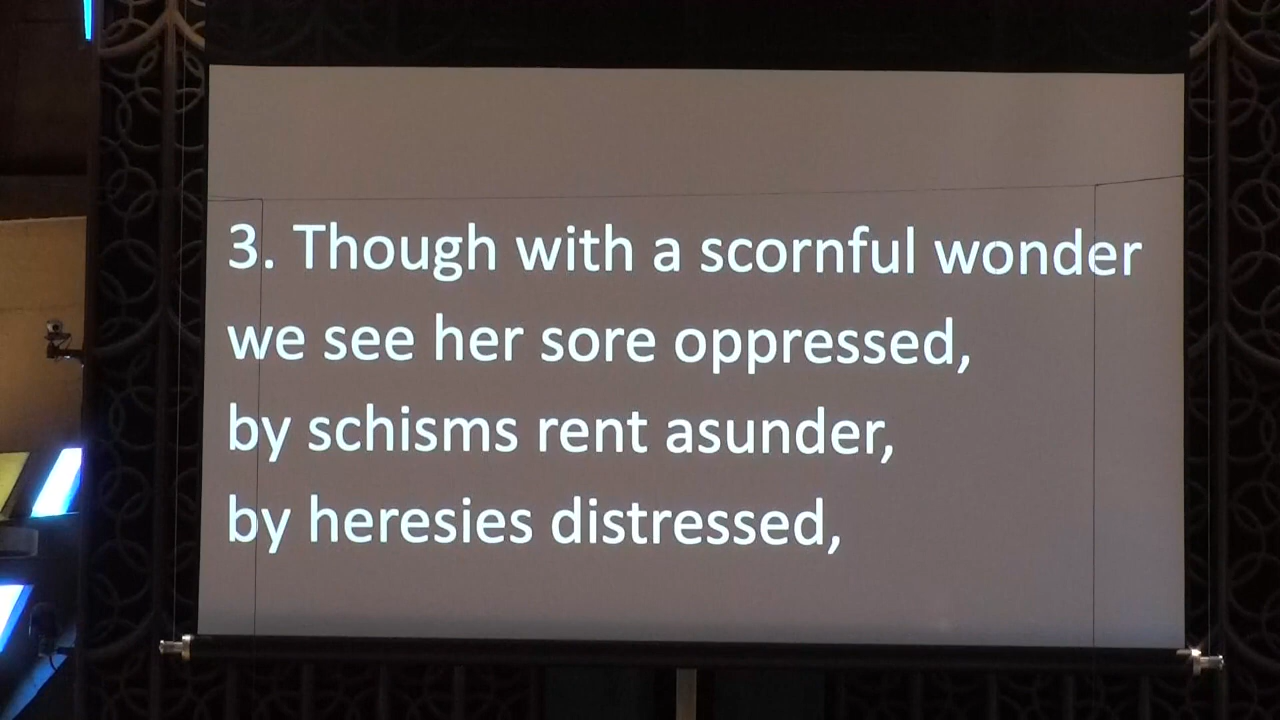 3. Though with a scornful wonder
we see her sore oppressed,
by schisms rent asunder,
by heresies distressed,